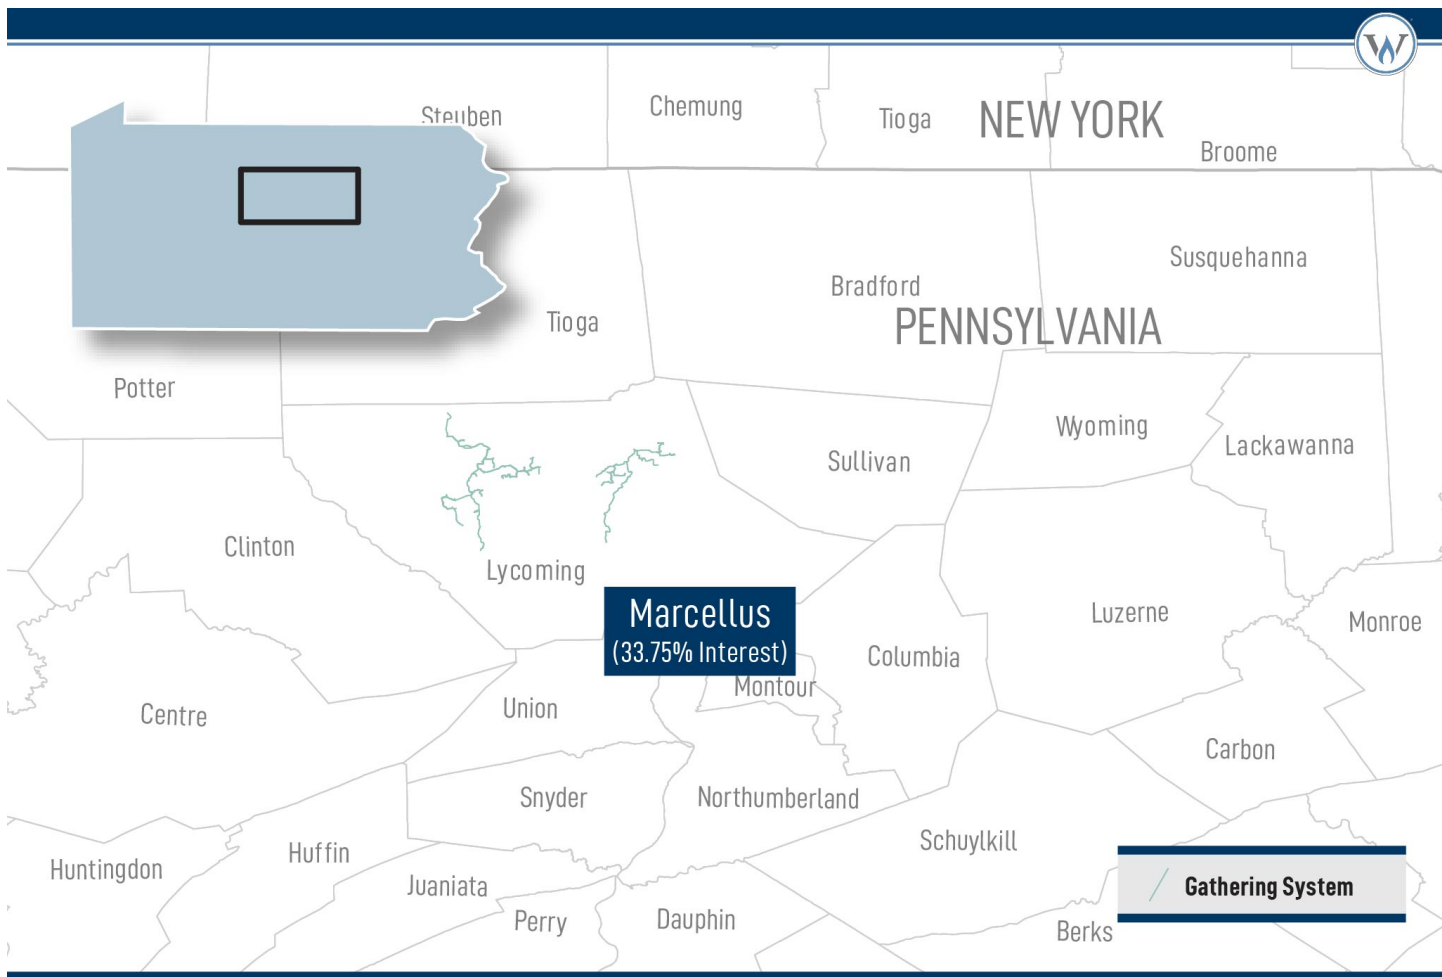 W
Steuben
Chemung
Tioga
NEW YORK
Broome
Susquehanna
Bradford
Tioga
PENNSYLVANIA
Potter
Wyoming
Lackawanna
Sullivan
Clinton
Lycoming
Marcellus
(33.75% Interest)
Luzerne
Monroe
Columbia
Montour
Union
Centre
Carbon
Snyder
Northumberland
Schuylkill
Huffin
Huntingdon
Juaniata
Gathering System
Perry
Dauphin
Berks